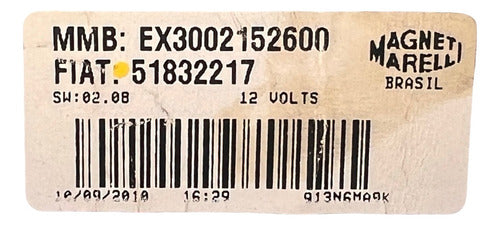 MMB: EX3002152600
FIAT: 51832217
MAGNETI
MARELLI
BRASIL
SW:02.08 12 VOLTS
10/09/2010 16:29 913N6MA9K